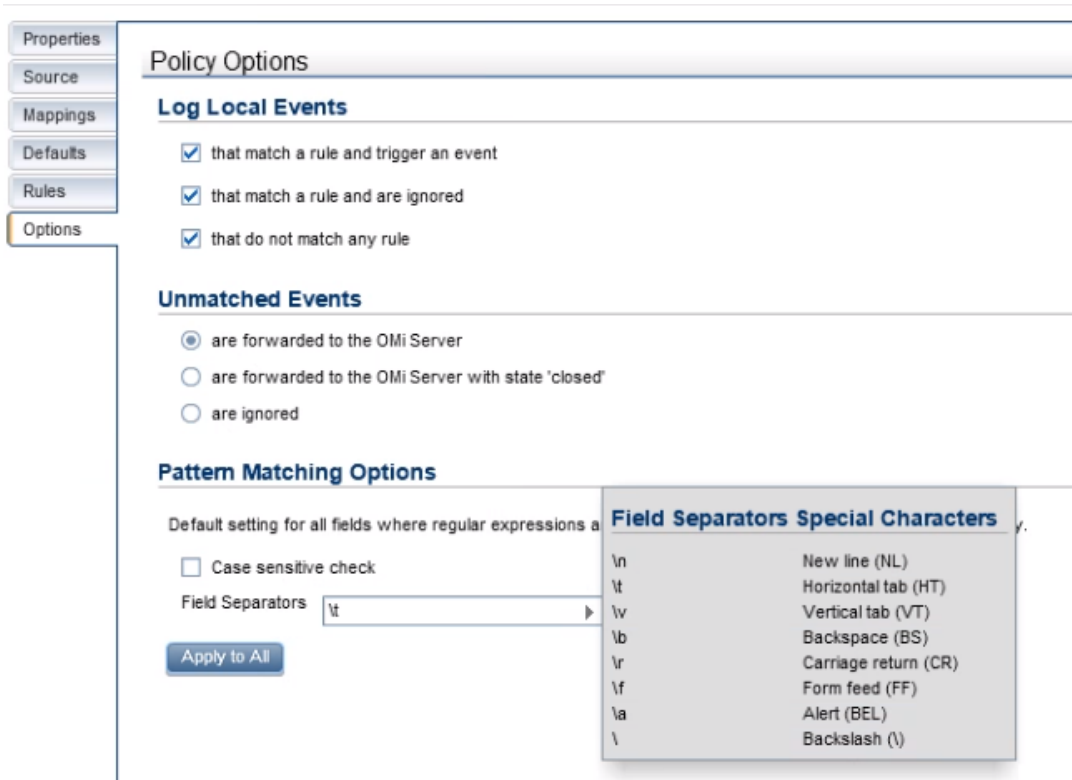 Properties
Source
Mappings
Defaults
Rules
Options
Policy Options
Log Local Events
that match a rule and trigger an event
that match a rule and are ignored
that do not match any rule
Unmatched Events
are forwarded to the OMi Server
are forwarded to the OMi Server with state 'closed'
are ignored
Pattern Matching Options
Default setting for all fields where regular expressions a y.
Case sensitive check
Field Separators \t
Apply to All
Field Separators Special Characters
\n New line (NL)
\t Horizontal tab (HT)
\v Vertical tab (VT)
\b Backspace (BS)
\r Carriage return (CR)
\f Form feed (FF)
\a Alert (BEL)
\ Backslash (\)